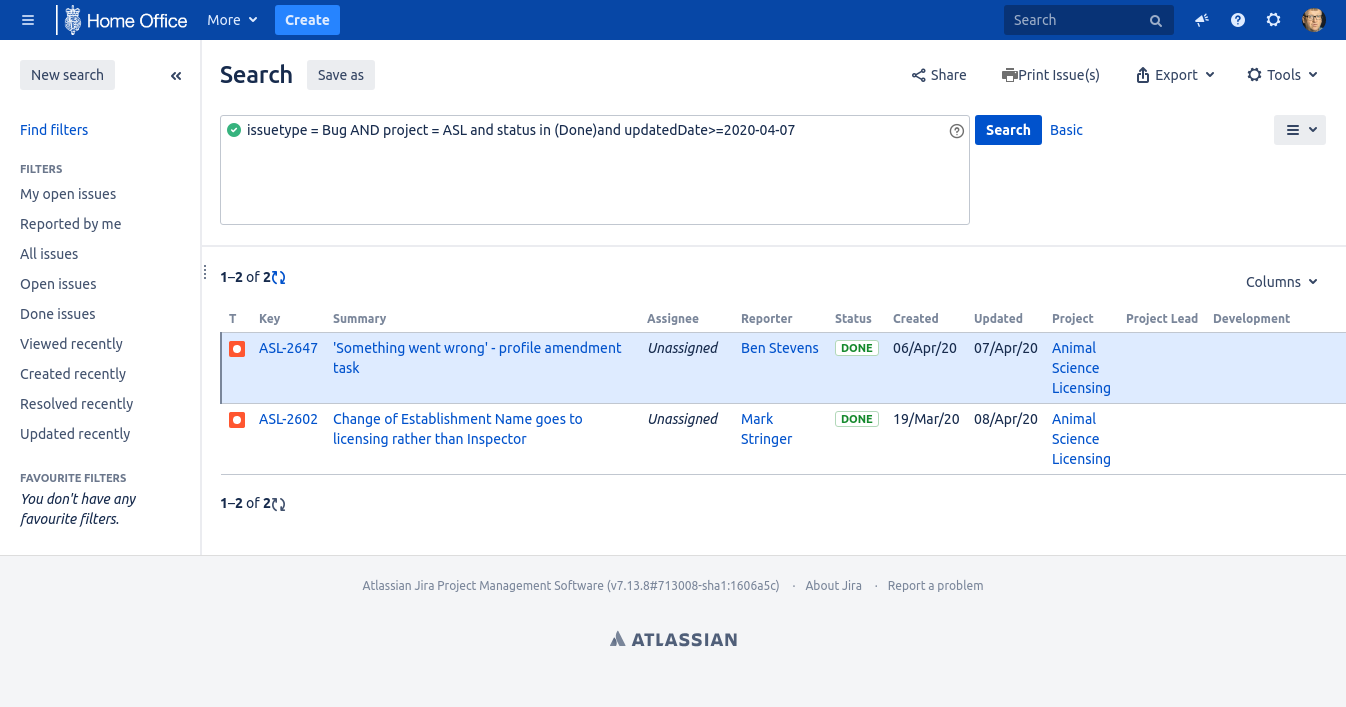 Home Office
More
Create
Search
New search
Find filters
FILTERS
My open issues
Reported by me
All issues
Open issues
Done issues
Viewed recently
Created recently
Resolved recently
Updated recently
FAVOURITE FILTERS
You don't have any
favourite filters.
Search
Save as
Share
Print Issue(s)
Export
Tools
issuetype = Bug AND project = ASL and status in (Done)and updatedDate>=2020-04-07
Search
Basic
1–2 of 2
Columns
T Key Summary Assignee Reporter Status Created Updated Project Project Lead Development
ASL-2647 'Something went wrong' - profile amendment Unassigned Ben Stevens DONE 06/Apr/20 07/Apr/20 Animal
task Science
Licensing
ASL-2602 Change of Establishment Name goes to Unassigned Mark DONE 19/Mar/20 08/Apr/20 Animal
licensing rather than Inspector Stringer Science
Licensing
1–2 of 2
Atlassian Jira Project Management Software (v7.13.8#713008-sha1:1606a5c) · About Jira · Report a problem
ATLASSIAN